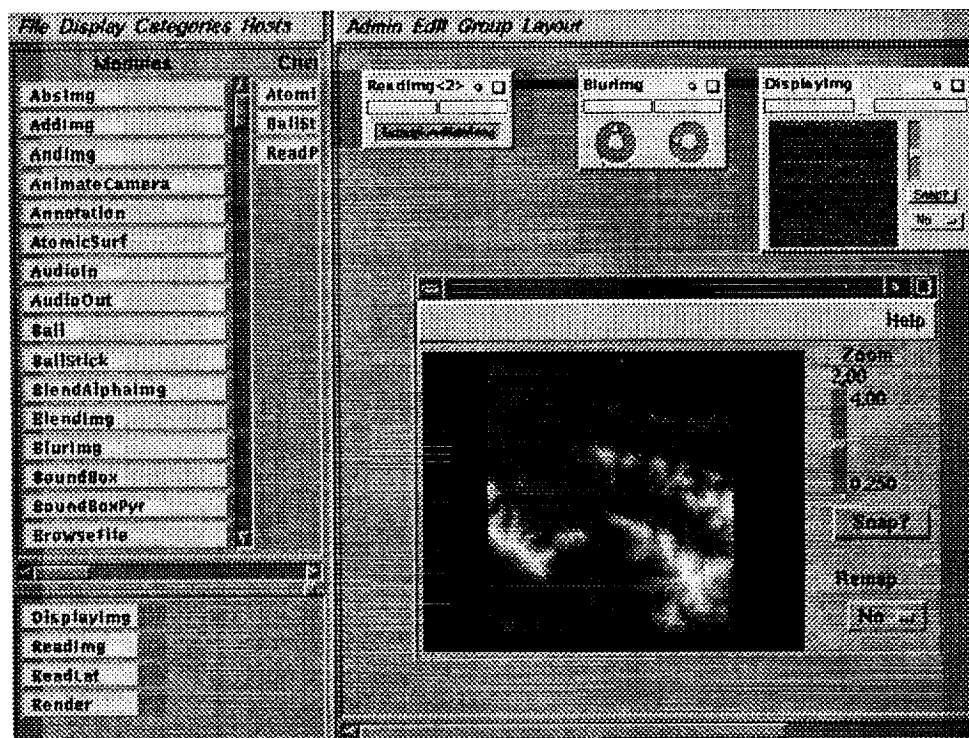 File Display Categories Hosts
Modules
AbsImg
AddImg
AndImg
AnimateCamera
Annotation
AtomicSurf
AudioIn
AudioOut
Ball
BallStick
BlendAlphaImg
BlendImg
BlurImg
BoundBox
BoundBoxPyr
BrowseFile
Chei
Atomi
BallSt
ReadP
DisplayImg
ReadImg
ReadLat
Render
Admin Edit Group Layout
ReadImg<2>
BlurImg
DisplayImg
Snap?
No
Help
Zoom
2.00
4.00
0.250
Snap?
Remap
No